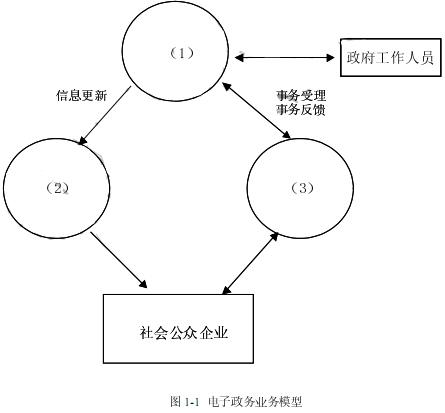 （1）
政府工作人员
信息更新
事务受理
事务反馈
（2）
（3）
社会公众企业
图 1-1 电子政务业务模型